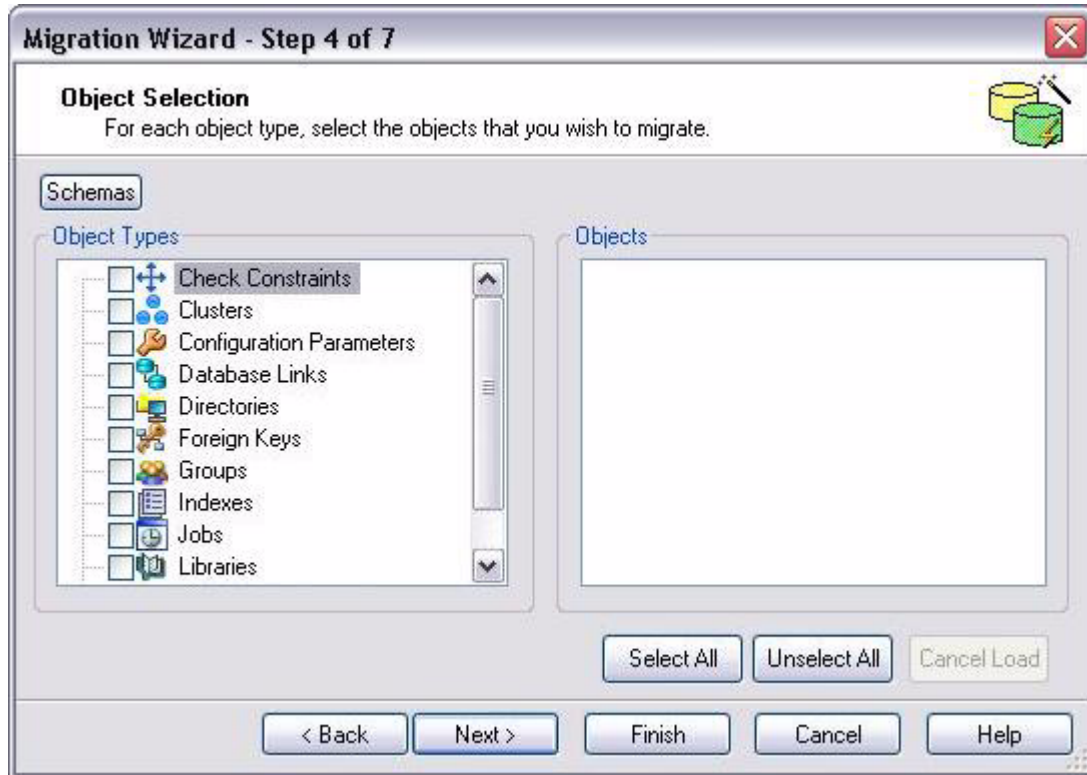 Migration Wizard - Step 4 of 7
Object Selection
For each object type, select the objects that you wish to migrate.
Schemas
Object Types
Check Constraints
Clusters
Configuration Parameters
Database Links
Directories
Foreign Keys
Groups
Indexes
Jobs
Libraries
Objects
Select All
Unselect All
Cancel Load
< Back
Next >
Finish
Cancel
Help